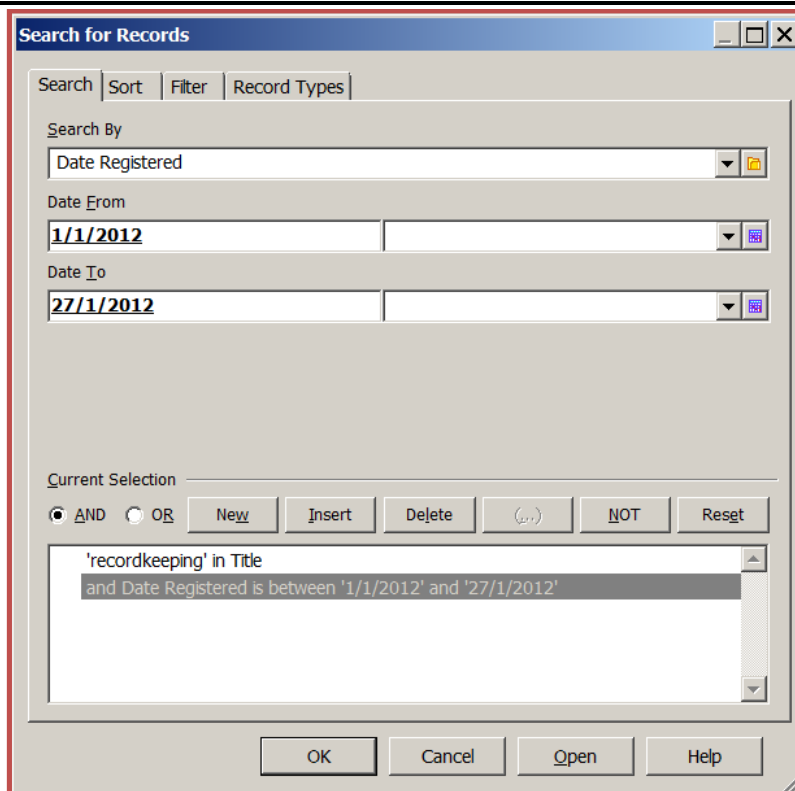 Search for Records
Search Sort Filter Record Types
Search By
Date Registered
Date From
1/1/2012
Date To
27/1/2012
Current Selection
AND OR New Insert Delete (...) NOT Reset
'recordkeeping' in Title
and Date Registered is between '1/1/2012' and '27/1/2012'
OK Cancel Open Help